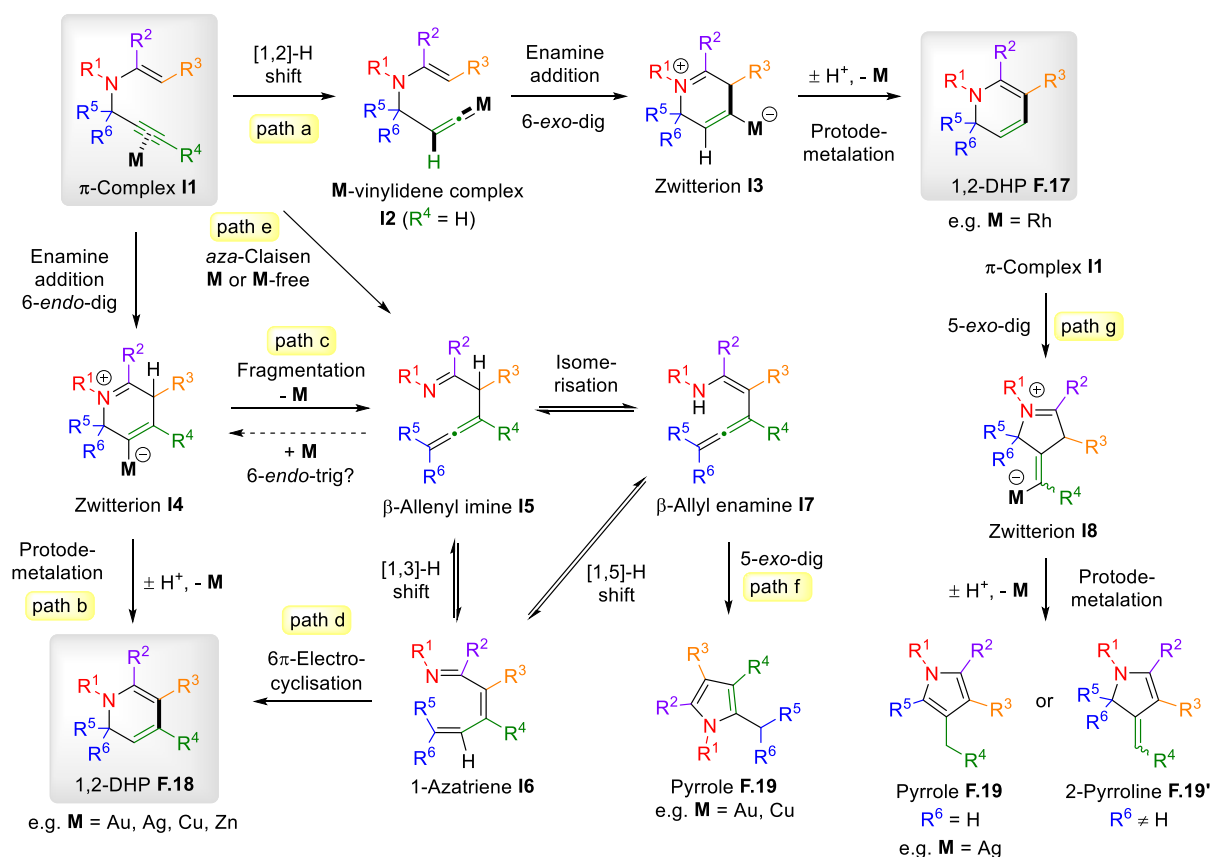 R2
R1
N
R3
R5
R6
M
R4
π-Complex I1
[1,2]-H
shift
path a
R2
R1
N
R3
R5
R6
M
H
M-vinylidene complex
I2 (R4 = H)
Enamine
addition
6-exo-dig
R2
R1
⊕
N
R3
R5
R6
M
⊖
H
Zwitterion I3
± H+, - M
Protode-
metalation
R2
R1
N
R3
R5
R6
1,2-DHP F.17
e.g. M = Rh
Enamine
addition
6-endo-dig
path e
aza-Claisen
M or M-free
R2
H
R1
⊕
N
R3
R5
R6
R4
M
⊖
Zwitterion I4
path c
Fragmentation
- M
+ M
6-endo-trig?
R2
H
R1
N
R3
R5
R4
R6
β-Allenyl imine I5
Isome-
risation
R2
R1
NH
R3
R5
R4
R6
β-Allyl enamine I7
π-Complex I1
5-exo-dig
path g
R1
⊕
N
R2
R5
R6
R3
⊖
M
R4
Zwitterion I8
Protode-
metalation
path b
± H+, - M
R2
R1
N
R3
R5
R6
R4
1,2-DHP F.18
e.g. M = Au, Ag, Cu, Zn
path d
6π-Electro-
cyclisation
[1,3]-H
shift
R1
N
R2
R3
R5
R4
R6
H
1-Azatriene I6
[1,5]-H
shift
5-exo-dig
path f
R3
R4
R2
N
R5
R1
R6
Pyrrole F.19
e.g. M = Au, Cu
± H+, - M
Protode-
metalation
R1
N
R2
R5
R3
R4
Pyrrole F.19
R6 = H
e.g. M = Ag
or
R1
N
R2
R5
R6
R3
R4
2-Pyrroline F.19'
R6 ≠ H